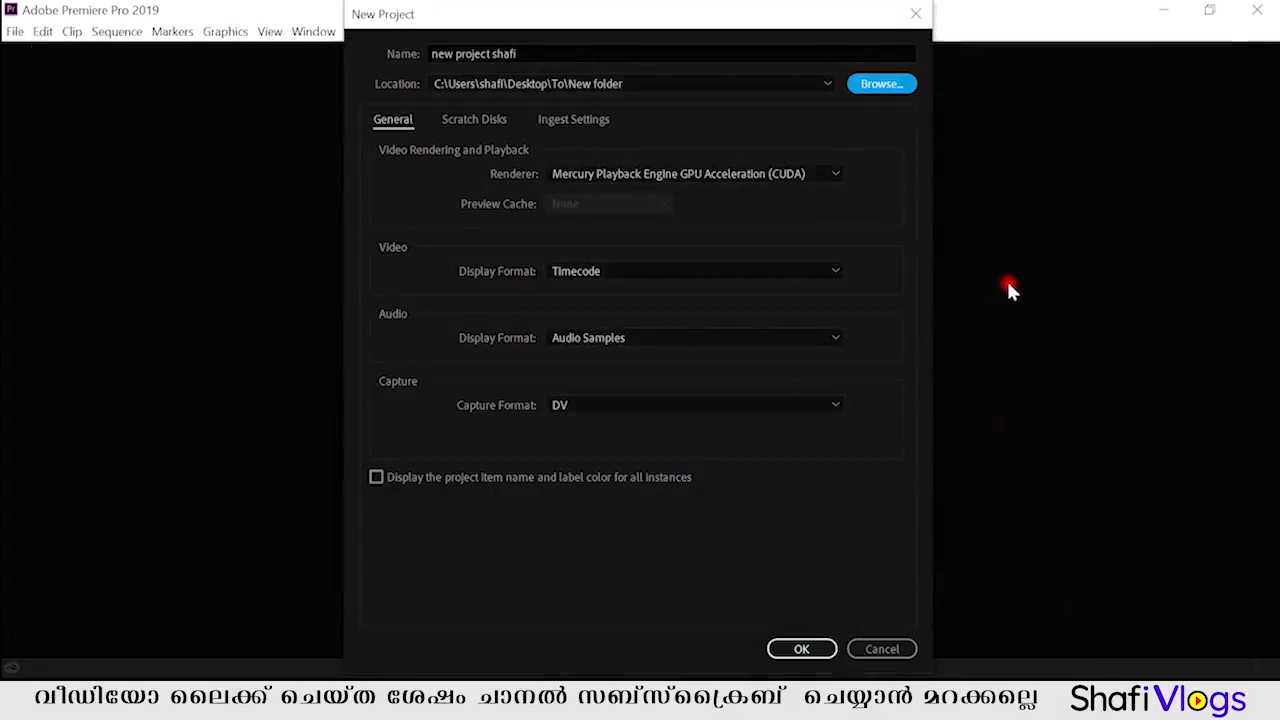 Adobe Premiere Pro 2019
File Edit Clip Sequence Markers Graphics View Window
New Project
Name: new project shafi
Location: C:\Users\shafi\Desktop\To\New folder
Browse...
General Scratch Disks Ingest Settings
Video Rendering and Playback
Renderer: Mercury Playback Engine GPU Acceleration (CUDA)
Preview Cache: None
Video
Display Format: Timecode
Audio
Display Format: Audio Samples
Capture
Capture Format: DV
Display the project item name and label color for all instances
OK Cancel
വീഡിയോ ലൈക്ക് ചെയ്ത ശേഷം ചാനൽ സബ്സ്ക്രൈബ് ചെയ്യാൻ മറക്കല്ലെ
Shafi Vlogs